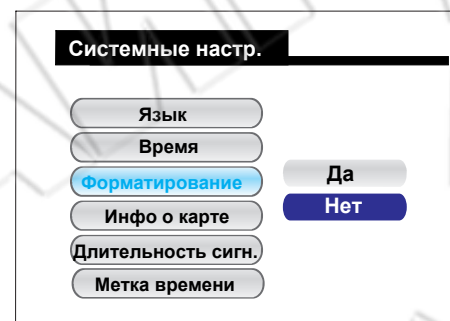 Системные настр.
Язык
Время
Форматирование
Да
Нет
Инфо о карте
Длительность сигн.
Метка времени